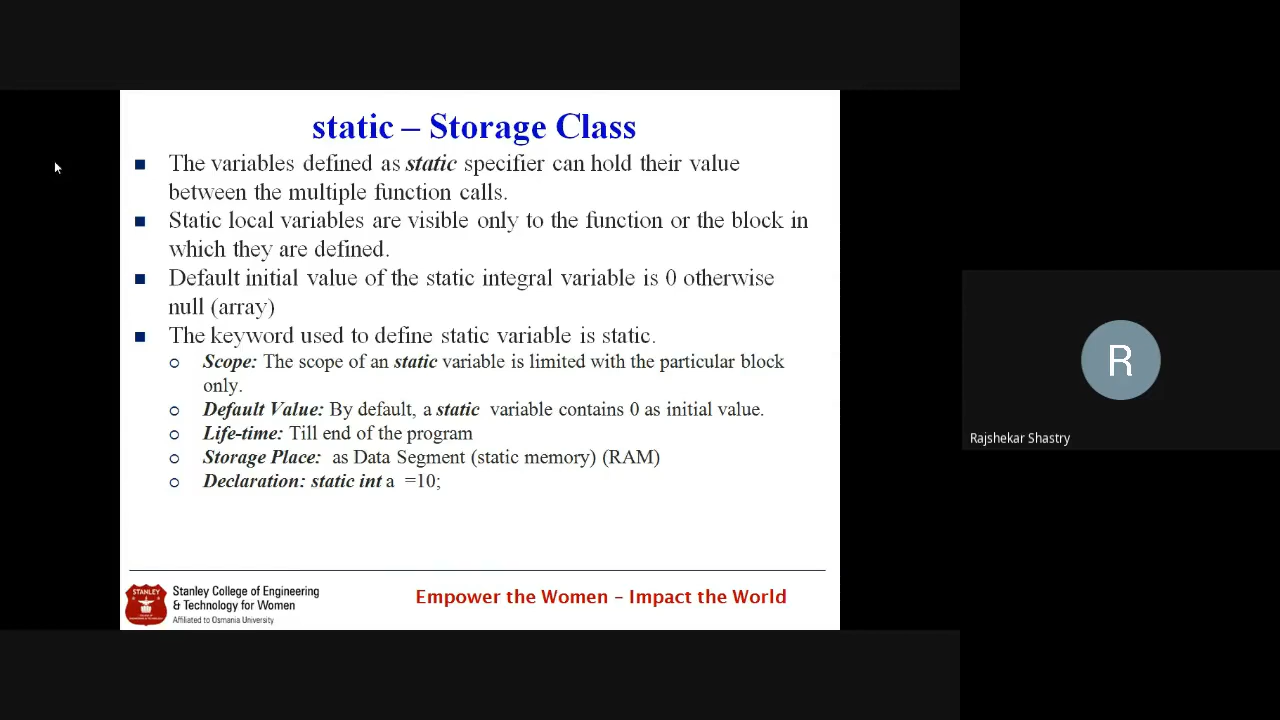 static – Storage Class
The variables defined as static specifier can hold their value
between the multiple function calls.
Static local variables are visible only to the function or the block in
which they are defined.
Default initial value of the static integral variable is 0 otherwise
null (array)
The keyword used to define static variable is static.
Scope: The scope of an static variable is limited with the particular block
only.
Default Value: By default, a static variable contains 0 as initial value.
Life-time: Till end of the program
Storage Place: as Data Segment (static memory) (RAM)
Declaration: static int a =10;
STANLEY
Stanley College of Engineering
& Technology for Women
Affiliated to Osmania University
Empower the Women – Impact the World
R
Rajshekar Shastry